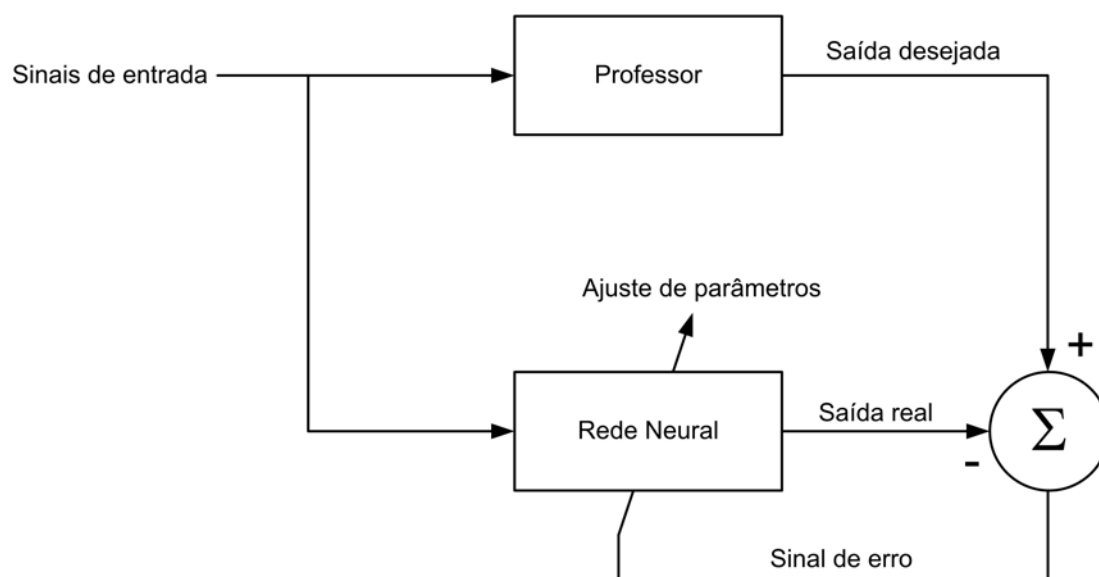 Sinais de entrada
Professor
Saída desejada
Ajuste de parâmetros
+
Rede Neural
Saída real
Σ
-
Sinal de erro